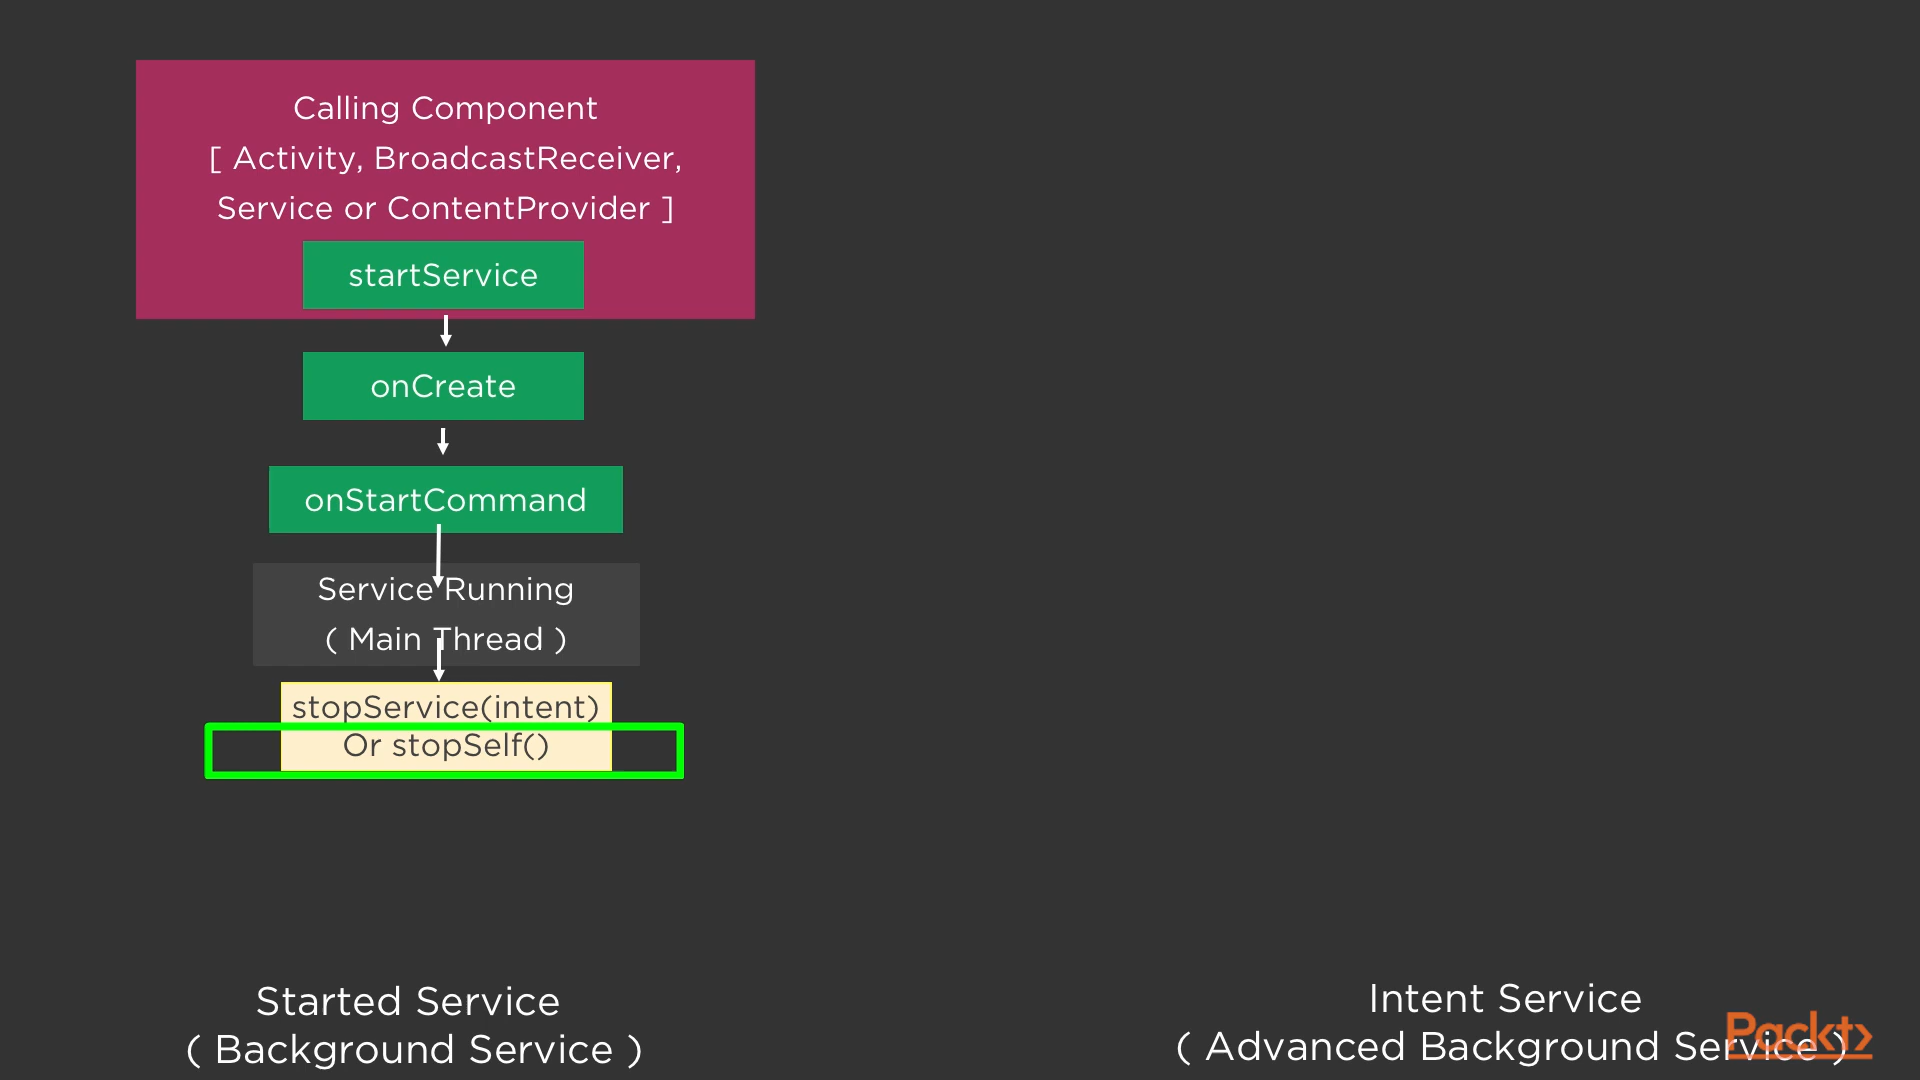 Calling Component
[ Activity, BroadcastReceiver,
Service or ContentProvider ]
startService
onCreate
onStartCommand
Service Running
( Main Thread )
stopService(intent)
Or stopSelf()
Started Service
( Background Service )
Intent Service
( Advanced Background Service )
Packt>